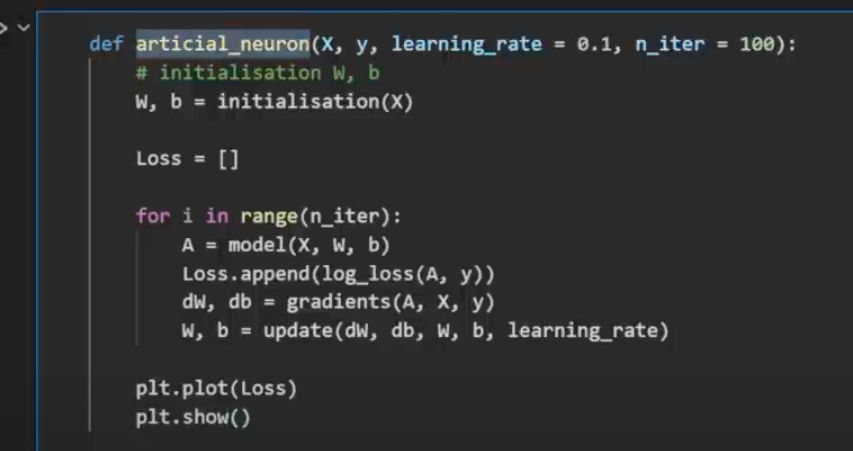 def articial_neuron(X, y, learning_rate = 0.1, n_iter = 100):
# initialisation W, b
W, b = initialisation(X)
Loss = []
for i in range(n_iter):
A = model(X, W, b)
Loss.append(log_loss(A, y))
dW, db = gradients(A, X, y)
W, b = update(dW, db, W, b, learning_rate)
plt.plot(Loss)
plt.show()